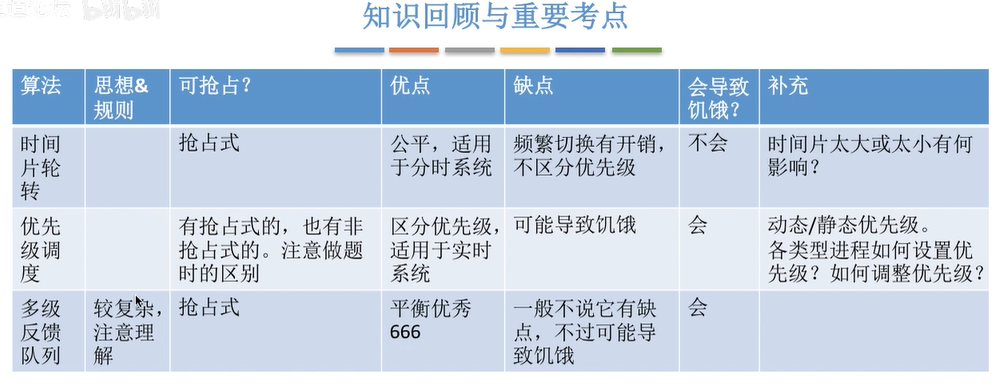 知识回顾与重要考点
算法
思想&
规则
可抢占？
优点
缺点
会导致
饥饿？
补充
时间
片轮
转
抢占式
公平，适用
于分时系统
频繁切换有开销，
不区分优先级
不会
时间片太大或太小有何
影响？
优先
级调
度
有抢占式的，也有非
抢占式的。注意做题
时的区别
区分优先级，
适用于实时
系统
可能导致饥饿
会
动态/静态优先级。
各类型进程如何设置优
先级？如何调整优先级？
多级
反馈
队列
较复杂，
注意理
解
抢占式
平衡优秀
666
一般不说它有缺
点，不过可能导
致饥饿
会